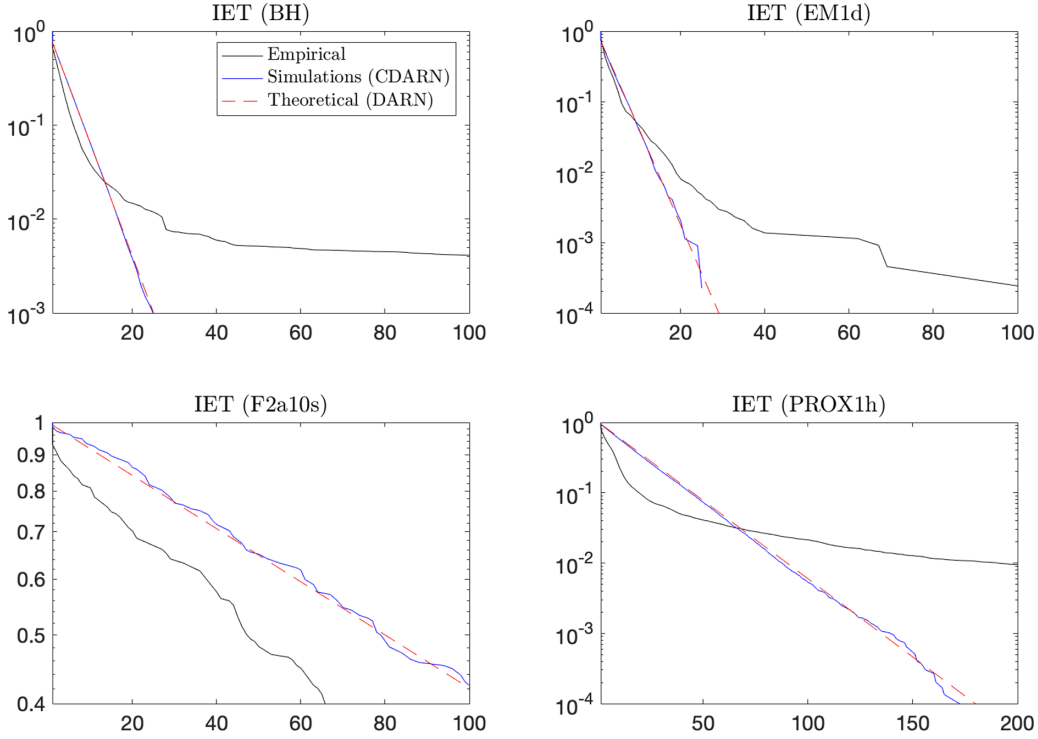 IET (BH)
10^0
10^-1
10^-2
10^-3
20 40 60 80 100
Empirical
Simulations (CDARN)
Theoretical (DARN)
IET (EM1d)
10^0
10^-1
10^-2
10^-3
10^-4
20 40 60 80 100
IET (F2a10s)
1
0.9
0.8
0.7
0.6
0.5
0.4
20 40 60 80 100
IET (PROX1h)
10^0
10^-1
10^-2
10^-3
10^-4
50 100 150 200